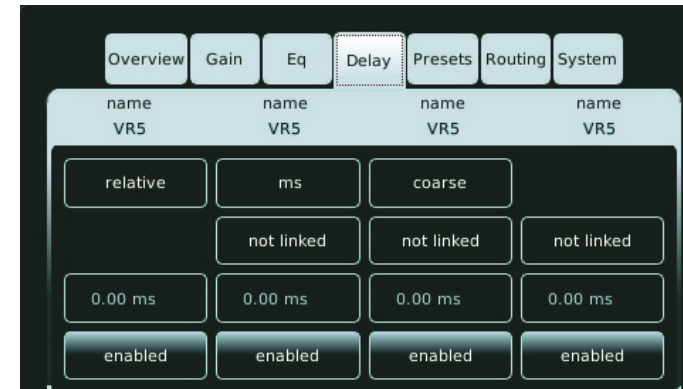 Overview Gain Eq Delay Presets Routing System
name name name name
VR5 VR5 VR5 VR5
relative ms coarse
not linked not linked not linked
0.00 ms 0.00 ms 0.00 ms 0.00 ms
enabled enabled enabled enabled